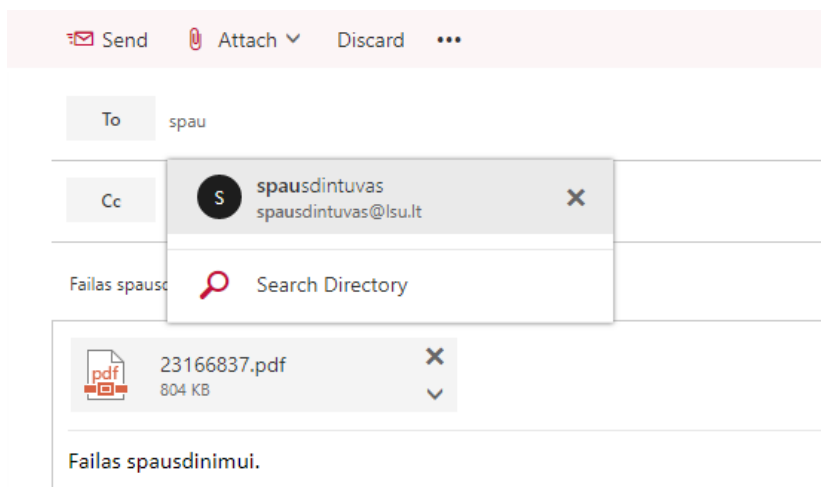 Send Attach Discard •••
To spau
Cc
spausdintuvas
spausdintuvas@lsu.lt
S
Search Directory
Failas
23166837.pdf
804 KB
pdf
Failas spausdinimui.